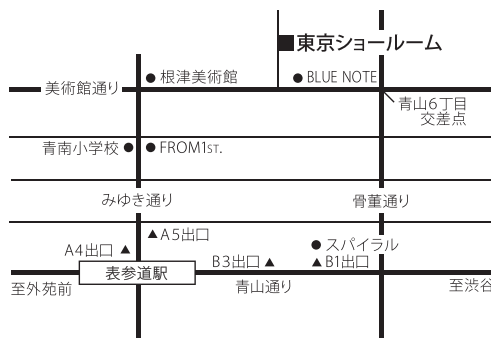 東京ショールーム
根津美術館
BLUE NOTE
美術館通り
青山6丁目
交差点
青南小学校
FROM1ST.
みゆき通り
骨董通り
A5出口
A4出口
スパイラル
B3出口
B1出口
表参道駅
至外苑前
青山通り
至渋谷